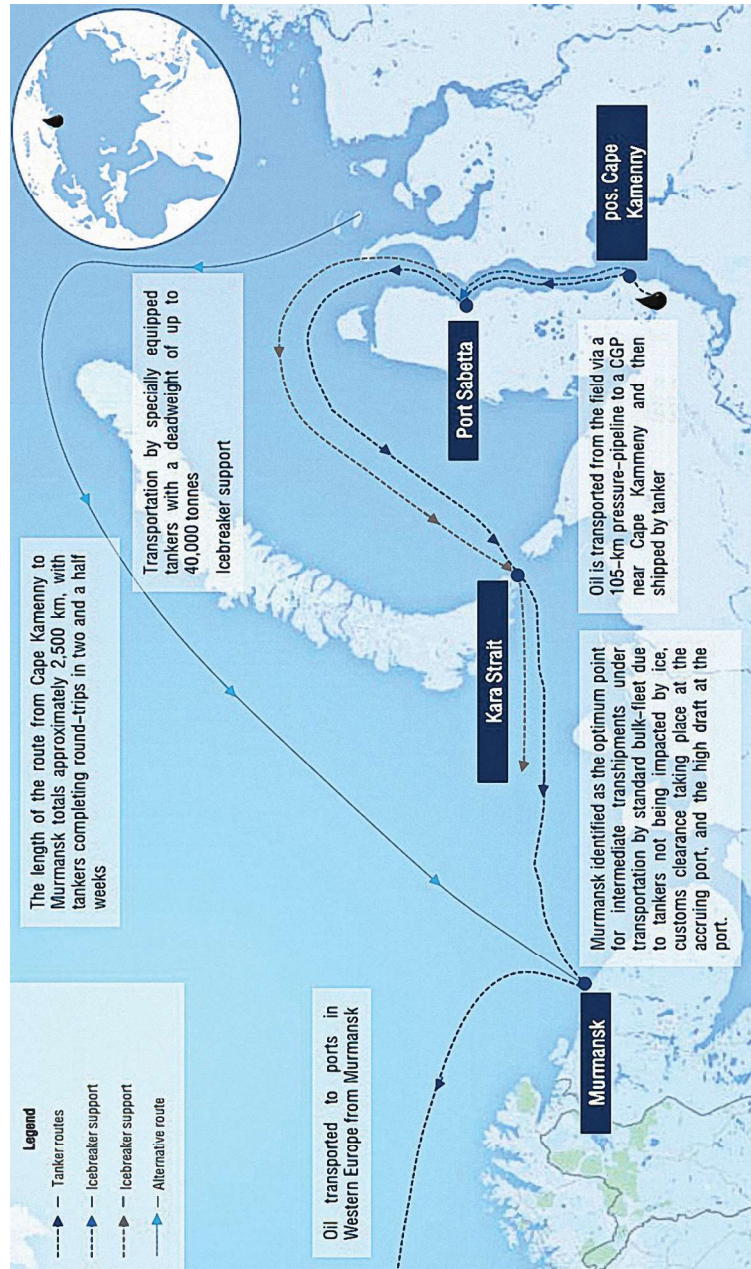 Legend
– Tanker routes
– Icebreaker support
– Icebreaker support
– Alternative route
The length of the route from Cape Kamenny to
Murmansk totals approximately 2,500 km, with
tankers completing round-trips in two and a half
weeks
Transportation by specially equipped
tankers with a deadweight of up to
40,000 tonnes
Icebreaker support
Oil transported to ports in
Western Europe from Murmansk
Kara Strait
Port Sabetta
pos. Cape
Kamenny
Murmansk
Murmansk identified as the optimum point
for intermediate transhipments under
transportation by standard bulk-fleet due
to tankers not being impacted by ice,
customs clearance taking place at the
accruing port, and the high draft at the
port.
Oil is transported from the field via a
105-km pressure-pipeline to a CGP
near Cape Kammeny and then
shipped by tanker